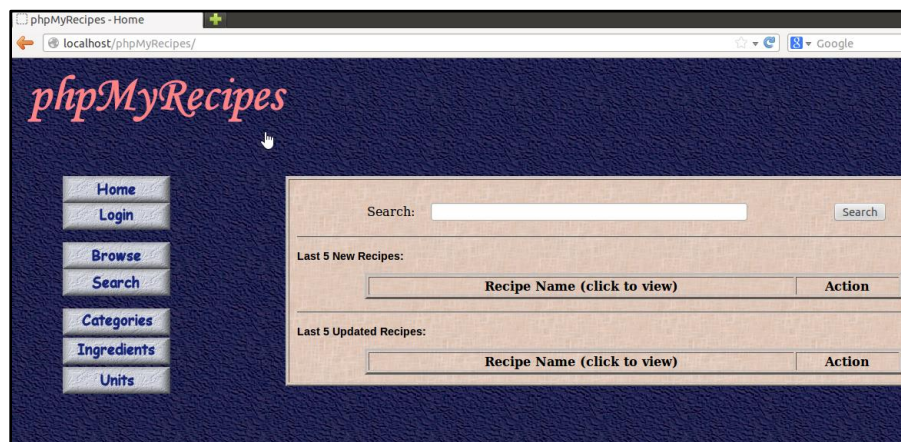 phpMyRecipes - Home
localhost/phpMyRecipes/
Google
phpMyRecipes
Home
Login
Browse
Search
Categories
Ingredients
Units
Search:
Search
Last 5 New Recipes:
Recipe Name (click to view) Action
Last 5 Updated Recipes:
Recipe Name (click to view) Action